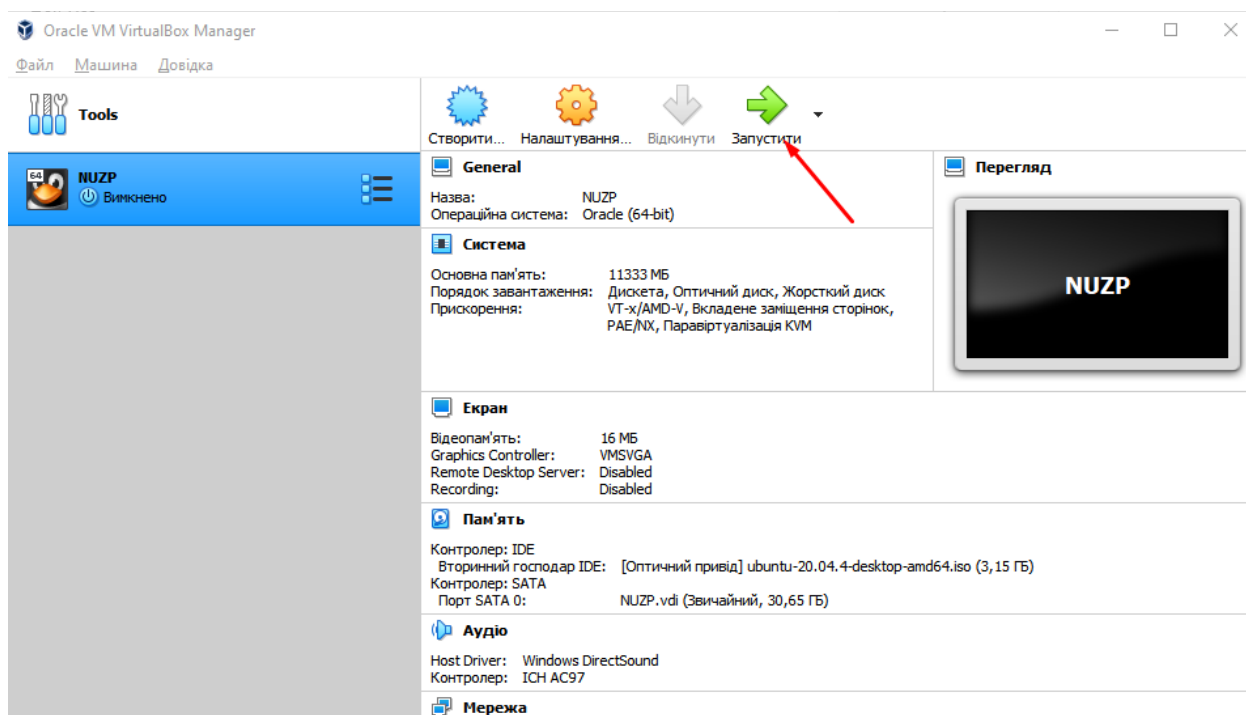 Oracle VM VirtualBox Manager
Файл Машина Довідка
Tools
Створити... Налаштування... Відкинути Запустити
64
NUZP
Вимкнено
General
Назва: NUZP
Операційна система: Oracle (64-bit)
Перегляд
NUZP
Система
Основна пам'ять: 11333 МБ
Порядок завантаження: Дискета, Оптичний диск, Жорсткий диск
Прискорення: VT-x/AMD-V, Вкладене заміщення сторінок,
PAE/NX, Паравіртуалізація KVM
Екран
Відеопам'ять: 16 МБ
Graphics Controller: VMSVGA
Remote Desktop Server: Disabled
Recording: Disabled
Пам'ять
Контролер: IDE
Вторинний господар IDE: [Оптичний привід] ubuntu-20.04.4-desktop-amd64.iso (3,15 ГБ)
Контролер: SATA
Порт SATA 0: NUZP.vdi (Звичайний, 30,65 ГБ)
Аудіо
Host Driver: Windows DirectSound
Контролер: ICH AC97
Мережа